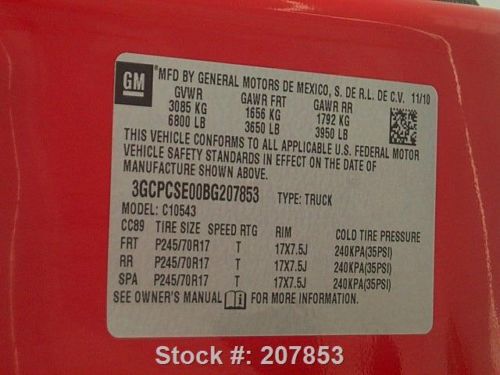 GM
MFD BY GENERAL MOTORS DE MEXICO, S. DE R.L. DE C.V. 11/10
GVWR GAWR FRT GAWR RR
3085 KG 1656 KG 1792 KG
6800 LB 3650 LB 3950 LB
THIS VEHICLE CONFORMS TO ALL APPLICABLE U.S. FEDERAL MOTOR
VEHICLE SAFETY STANDARDS IN EFFECT ON THE DATE OF
MANUFACTURE SHOWN ABOVE.
3GCPCSE00BG207853 TYPE: TRUCK
MODEL: C10543
CC89 TIRE SIZE SPEED RTG RIM COLD TIRE PRESSURE
FRT P245/70R17 T 17X7.5J 240KPA(35PSI)
RR P245/70R17 T 17X7.5J 240KPA(35PSI)
SPA P245/70R17 T 17X7.5J 240KPA(35PSI)
SEE OWNER'S MANUAL FOR MORE INFORMATION.
Stock #: 207853